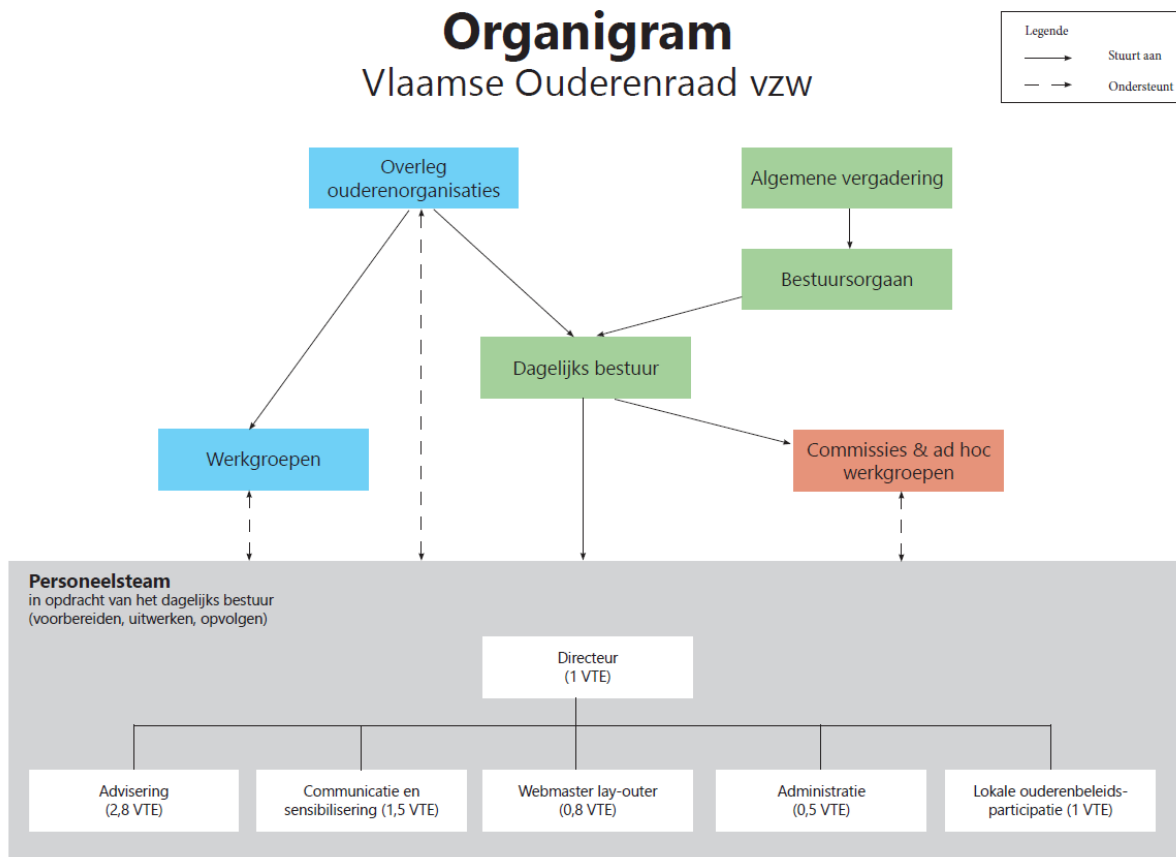 Organigram
Vlaamse Ouderenraad vzw
Legende
Stuurt aan
Ondersteunt
Overleg
ouderenorganisaties
Algemene vergadering
Bestuursorgaan
Dagelijks bestuur
Werkgroepen
Commissies & ad hoc
werkgroepen
Personeelsteam
in opdracht van het dagelijks bestuur
(voorbereiden, uitwerken, opvolgen)
Directeur
(1 VTE)
Advisering
(2,8 VTE)
Communicatie en
sensibilisering (1,5 VTE)
Webmaster lay-outer
(0,8 VTE)
Administratie
(0,5 VTE)
Lokale ouderenbeleids-
participatie (1 VTE)